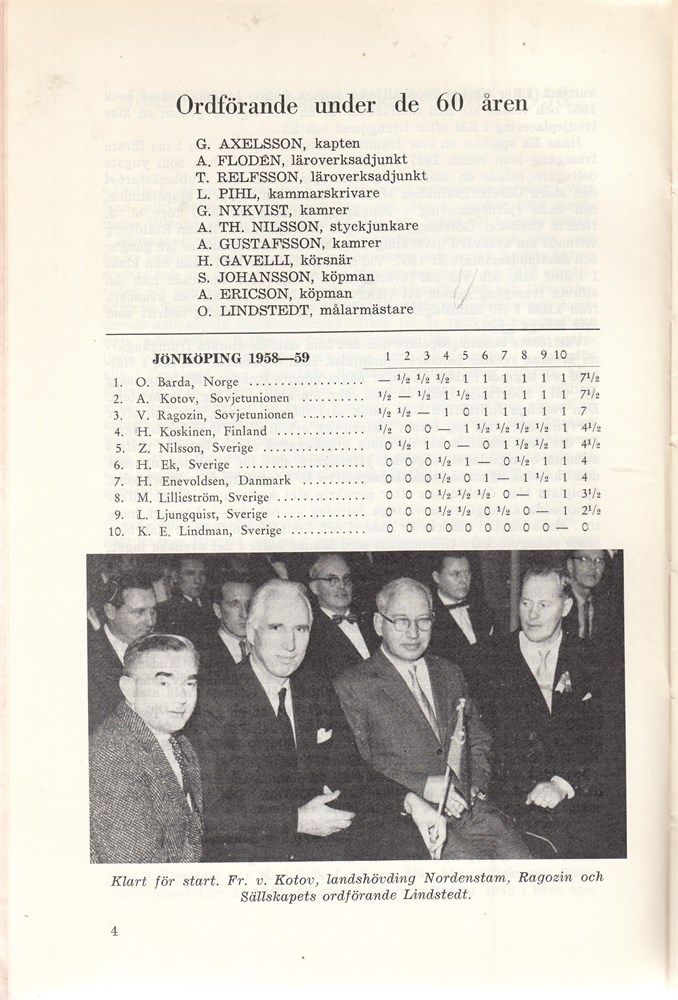 Ordförande under de 60 åren
G. AXELSSON, kapten
A. FLODÉN, läroverksadjunkt
T. RELFSSON, läroverksadjunkt
L. PIHL, kammarskrivare
G. NYKVIST, kamrer
A. TH. NILSSON, styckjunkare
A. GUSTAFSSON, kamrer
H. GAVELLI, körsnär
S. JOHANSSON, köpman
A. ERICSON, köpman
O. LINDSTEDT, målarmästare
JÖNKÖPING 1958—59 1 2 3 4 5 6 7 8 9 10
1. O. Barda, Norge .................. — 1/2 1/2 1/2 1 1 1 1 1 1 7 1/2
2. A. Kotov, Sovjetunionen .......... 1/2 — 1/2 1 1/2 1 1 1 1 1 7 1/2
3. V. Ragozin, Sovjetunionen ........ 1/2 1/2 — 1 0 1 1 1 1 1 7
4. H. Koskinen, Finland .............. 1/2 0 0 — 1 1/2 1/2 1/2 1/2 1 4 1/2
5. Z. Nilsson, Sverige ................ 0 1/2 1 0 — 0 1 1/2 1/2 1 4 1/2
6. H. Ek, Sverige .................... 0 0 0 1/2 1 — 0 1/2 1 1 4
7. H. Enevoldsen, Danmark .......... 0 0 0 1/2 0 1 — 1 1/2 1 4
8. M. Lillieström, Sverige .............. 0 0 0 1/2 1/2 1/2 0 — 1 1 3 1/2
9. L. Ljungquist, Sverige .............. 0 0 0 1/2 1/2 0 1/2 0 — 1 2 1/2
10. K. E. Lindman, Sverige ............ 0 0 0 0 0 0 0 0 0 — 0
Klart för start. Fr. v. Kotov, landshövding Nordenstam, Ragozin och
Sällskapets ordförande Lindstedt.
4